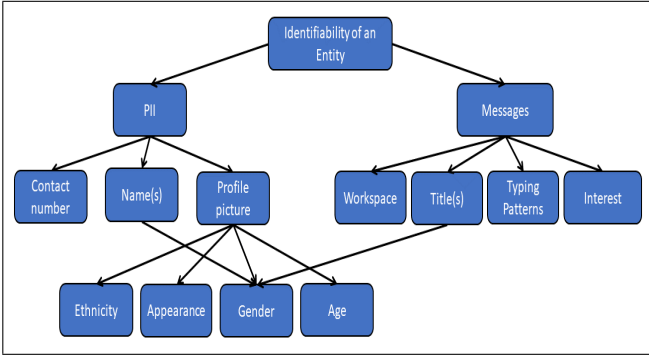 Identifiability of an
Entity
PII
Messages
Contact
number
Name(s)
Profile
picture
Workspace
Title(s)
Typing
Patterns
Interest
Ethnicity
Appearance
Gender
Age